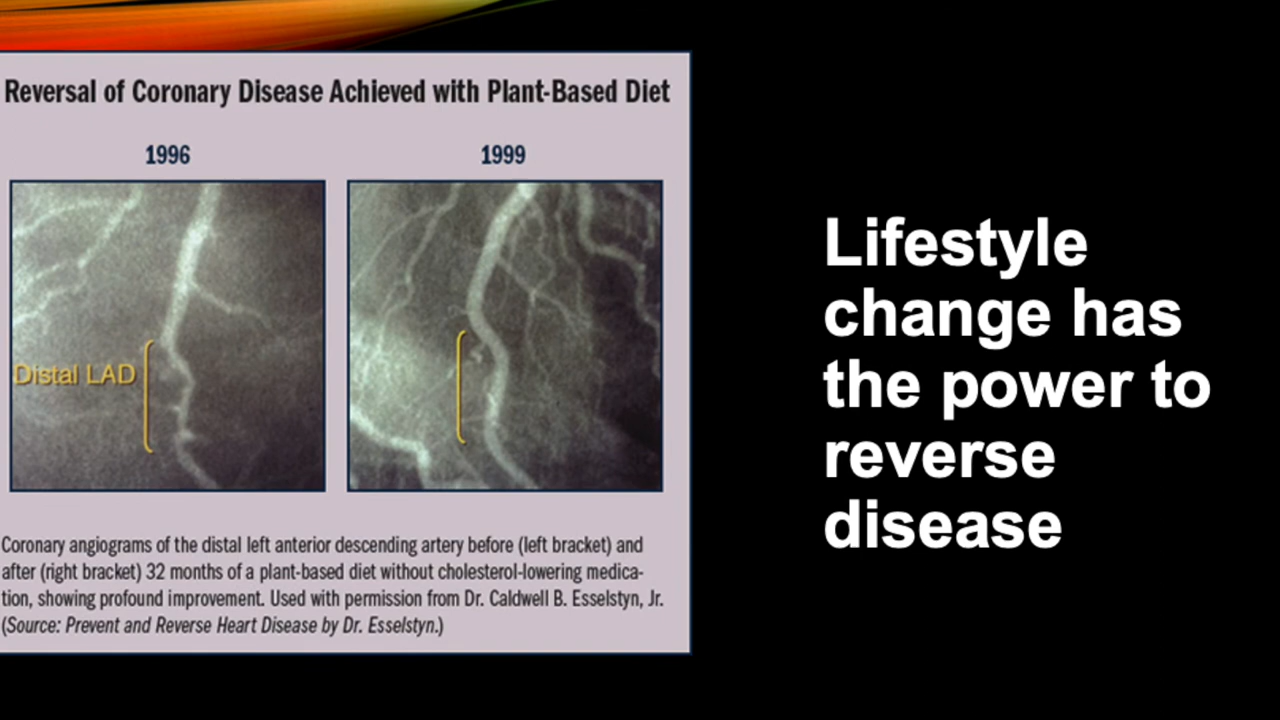 Reversal of Coronary Disease Achieved with Plant-Based Diet
1996
1999
Distal LAD
Coronary angiograms of the distal left anterior descending artery before (left bracket) and
after (right bracket) 32 months of a plant-based diet without cholesterol-lowering medica-
tion, showing profound improvement. Used with permission from Dr. Caldwell B. Esselstyn, Jr.
(Source: Prevent and Reverse Heart Disease by Dr. Esselstyn.)
Lifestyle
change has
the power to
reverse
disease